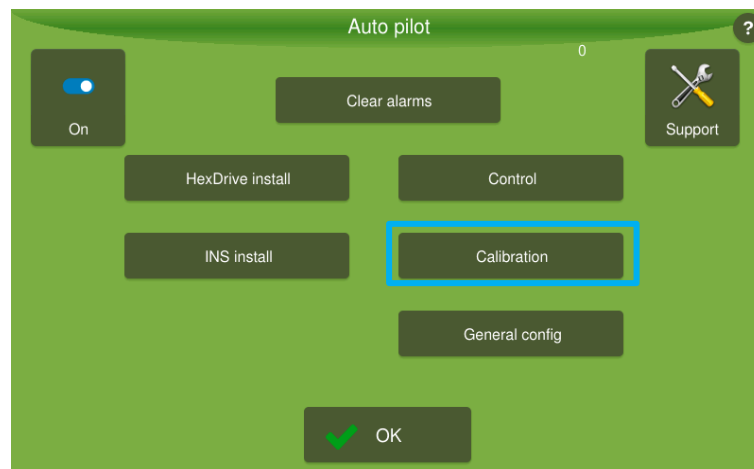 Auto pilot
?
0
On
Clear alarms
Support
HexDrive install
Control
INS install
Calibration
General config
OK